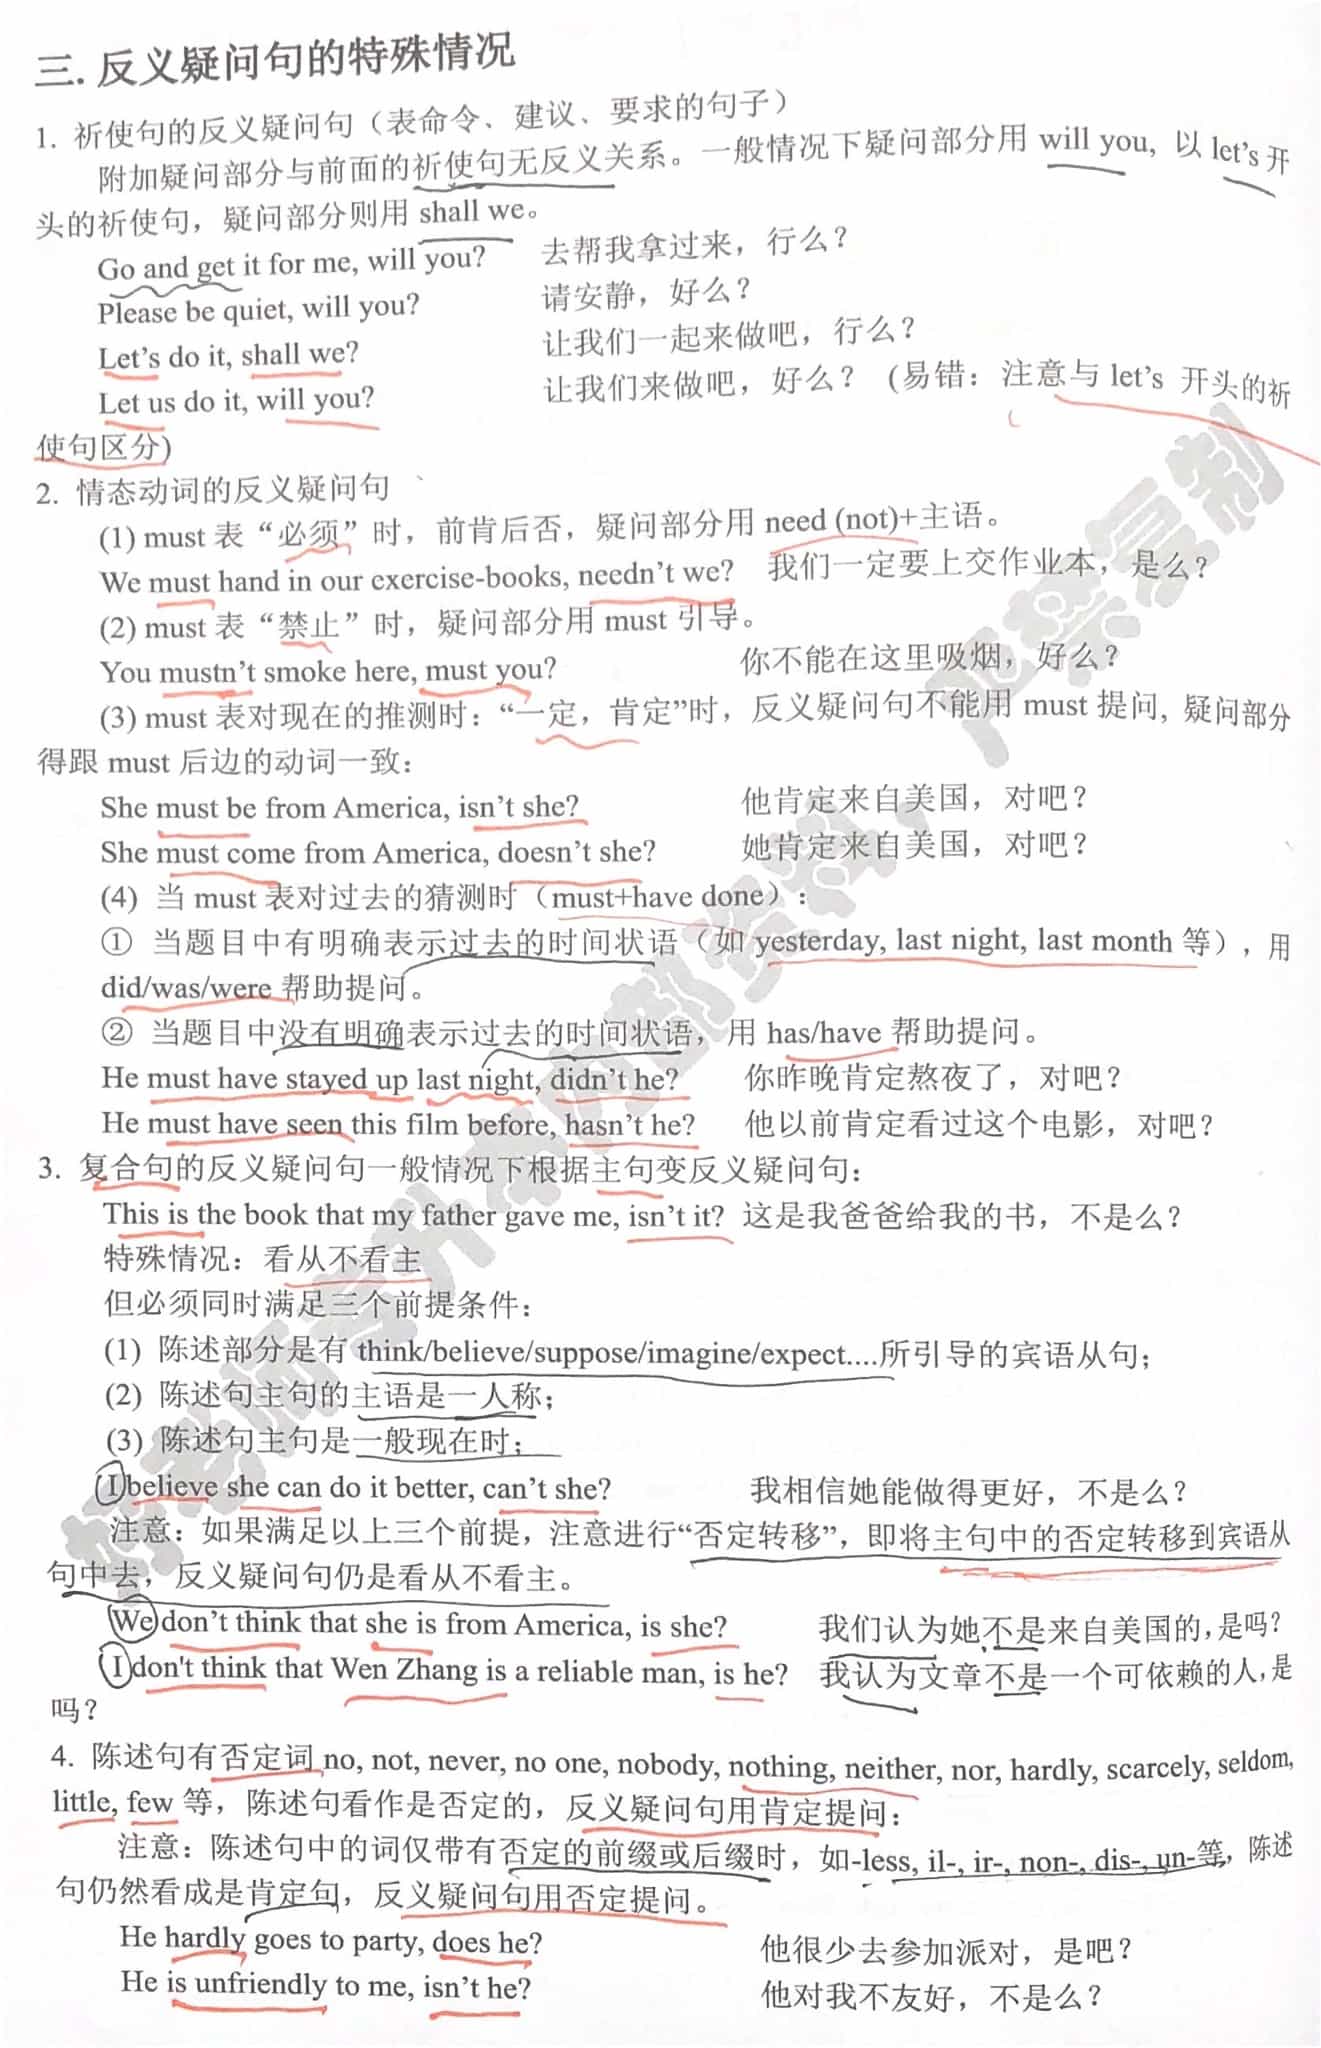 三. 反义疑问句的特殊情况
1. 祈使句的反义疑问句（表命令、建议、要求的句子）
附加疑问部分与前面的祈使句无反义关系。一般情况下疑问部分用 will you, 以 let's 开
头的祈使句，疑问部分则用 shall we。
Go and get it for me, will you? 去帮我拿过来，行么？
Please be quiet, will you? 请安静，好么？
Let's do it, shall we? 让我们一起来做吧，行么？
Let us do it, will you? 让我们来做吧，好么？ (易错：注意与 let's 开头的祈
使句区分)
2. 情态动词的反义疑问句
(1) must 表“必须”时，前肯后否，疑问部分用 need (not)+主语。
We must hand in our exercise-books, needn't we? 我们一定要上交作业本，是么？
(2) must 表“禁止”时，疑问部分用 must 引导。
You mustn't smoke here, must you? 你不能在这里吸烟，好么？
(3) must 表对现在的推测时：“一定，肯定”时，反义疑问句不能用 must 提问, 疑问部分
得跟 must 后边的动词一致：
She must be from America, isn't she? 他肯定来自美国，对吧？
She must come from America, doesn't she? 她肯定来自美国，对吧？
(4) 当 must 表对过去的猜测时（must+have done）：
① 当题目中有明确表示过去的时间状语（如 yesterday, last night, last month 等），用
did/was/were 帮助提问。
② 当题目中没有明确表示过去的时间状语，用 has/have 帮助提问。
He must have stayed up last night, didn't he? 你昨晚肯定熬夜了，对吧？
He must have seen this film before, hasn't he? 他以前肯定看过这个电影，对吧？
3. 复合句的反义疑问句一般情况下根据主句变反义疑问句：
This is the book that my father gave me, isn't it? 这是我爸爸给我的书，不是么？
特殊情况：看从不看主
但必须同时满足三个前提条件：
(1) 陈述部分是有 think/believe/suppose/imagine/expect....所引导的宾语从句；
(2) 陈述句主句的主语是一人称；
(3) 陈述句主句是一般现在时；
I believe she can do it better, can't she? 我相信她能做得更好，不是么？
注意：如果满足以上三个前提，注意进行“否定转移”，即将主句中的否定转移到宾语从
句中去，反义疑问句仍是看从不看主。
We don't think that she is from America, is she? 我们认为她不是来自美国的，是吗？
I don't think that Wen Zhang is a reliable man, is he? 我认为文章不是一个可依赖的人，是
吗？
4. 陈述句有否定词 no, not, never, no one, nobody, nothing, neither, nor, hardly, scarcely, seldom,
little, few 等，陈述句看作是否定的，反义疑问句用肯定提问：
注意：陈述句中的词仅带有否定的前缀或后缀时，如-less, il-, ir-, non-, dis-, un-等，陈述
句仍然看成是肯定句，反义疑问句用否定提问。
He hardly goes to party, does he? 他很少去参加派对，是吧？
He is unfriendly to me, isn't he? 他对我不友好，不是么？
好老师专升本内部资料，严禁复制